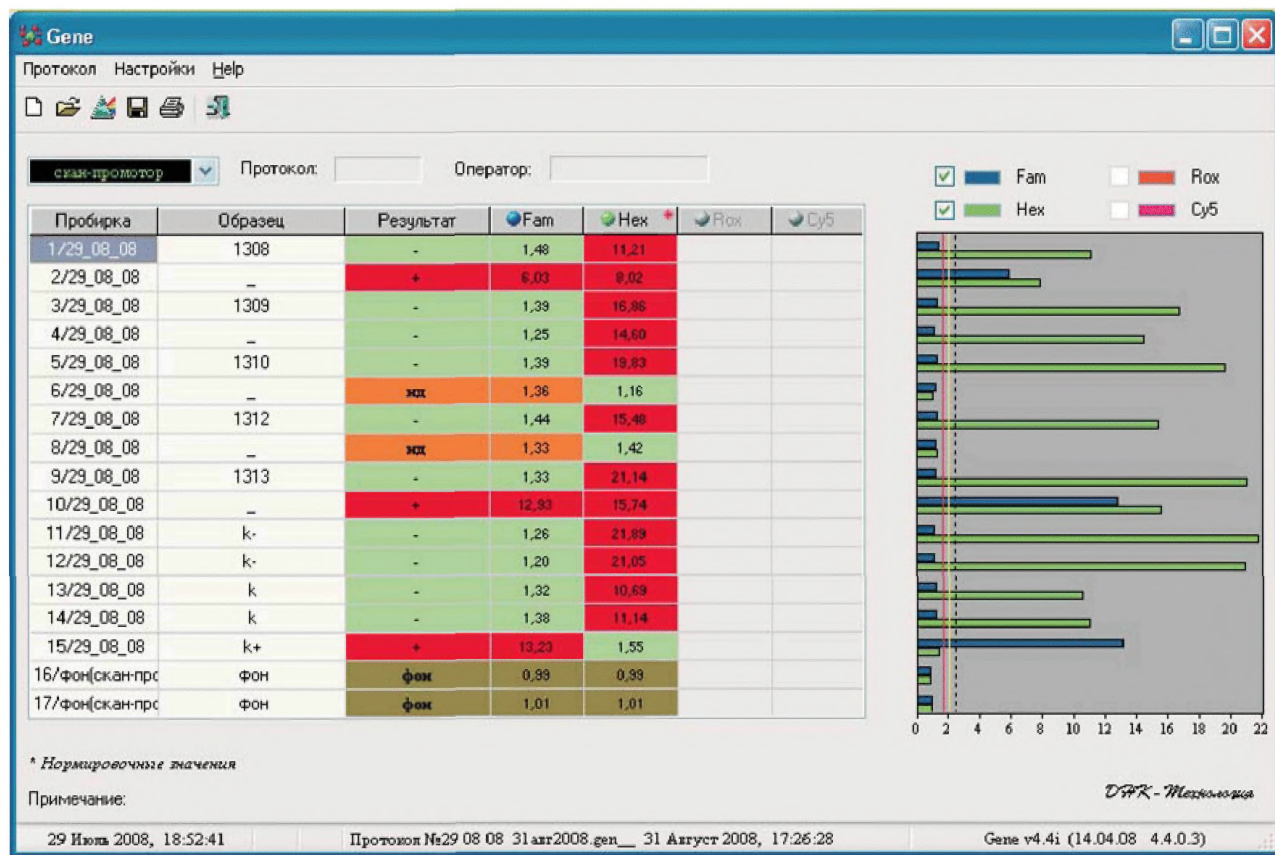 Gene
Протокол Настройки Help
скан-промотор Протокол: Оператор:
Fam Rox
Hex Cy5
Пробирка Образец Результат Fam Hex * Rox Cy5
1/29_08_08 1308 - 1,48 11,21
2/29_08_08 _ + 6,03 8,02
3/29_08_08 1309 - 1,39 16,86
4/29_08_08 _ - 1,25 14,60
5/29_08_08 1310 - 1,39 19,83
6/29_08_08 _ нд 1,36 1,16
7/29_08_08 1312 - 1,44 15,48
8/29_08_08 _ нд 1,33 1,42
9/29_08_08 1313 - 1,33 21,14
10/29_08_08 _ + 12,93 15,74
11/29_08_08 k- - 1,26 21,89
12/29_08_08 k- - 1,20 21,05
13/29_08_08 k - 1,32 10,69
14/29_08_08 k - 1,38 11,14
15/29_08_08 k+ + 13,23 1,55
16/фон(скан-прс фон фон 0,99 0,99
17/фон(скан-прс фон фон 1,01 1,01
0 2 4 6 8 10 12 14 16 18 20 22
* Нормировочные значения
Примечание:
ДНК-Технология
29 Июль 2008, 18:52:41 Протокол №29 08 08 31авг2008.gen__ 31 Август 2008, 17:26:28 Gene v4.4i (14.04.08 4.4.0.3)